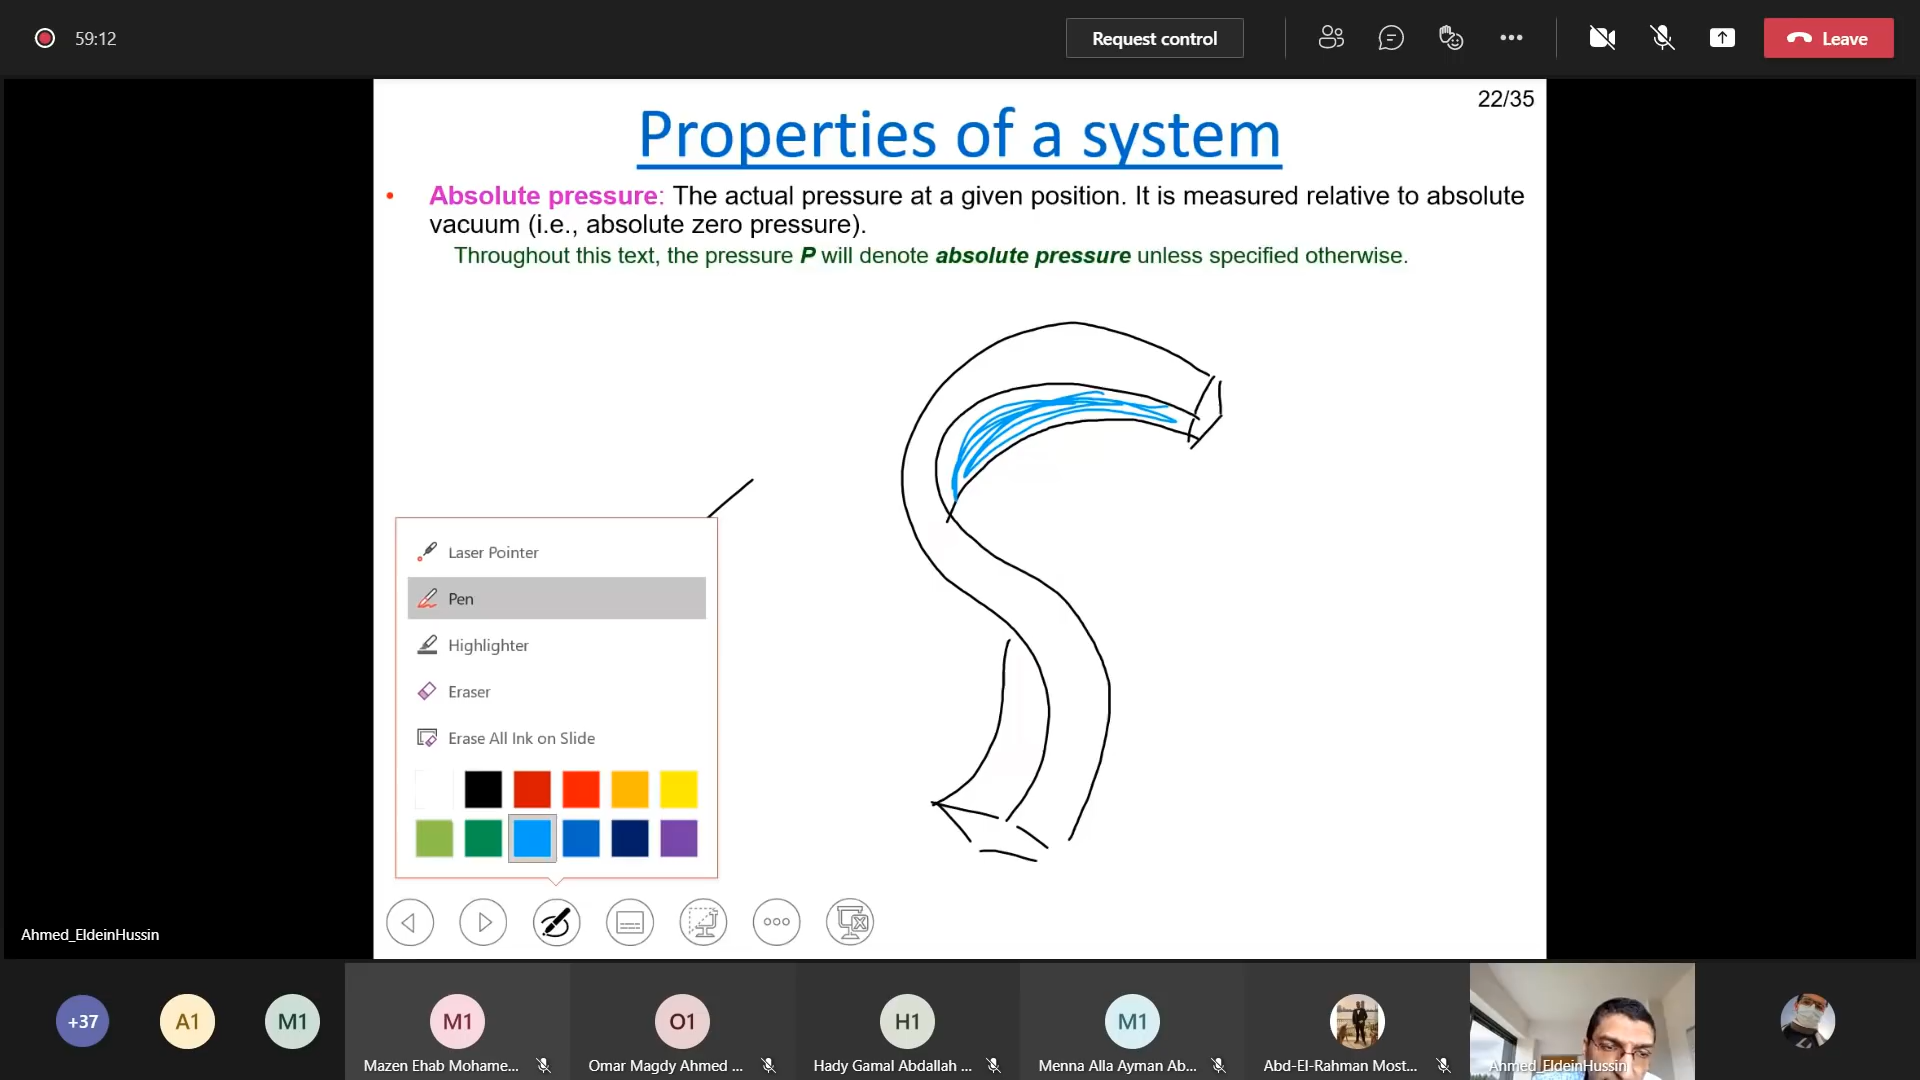 59:12
Request control
Leave
22/35
Properties of a system
• Absolute pressure: The actual pressure at a given position. It is measured relative to absolute
vacuum (i.e., absolute zero pressure).
Throughout this text, the pressure P will denote absolute pressure unless specified otherwise.
Laser Pointer
Pen
Highlighter
Eraser
Erase All Ink on Slide
Ahmed_EldeinHussin
+37
A1
M1
M1
O1
H1
M1
Mazen Ehab Mohame...
Omar Magdy Ahmed ...
Hady Gamal Abdallah ...
Menna Alla Ayman Ab...
Abd-El-Rahman Most...
Ahmed_EldeinHussin